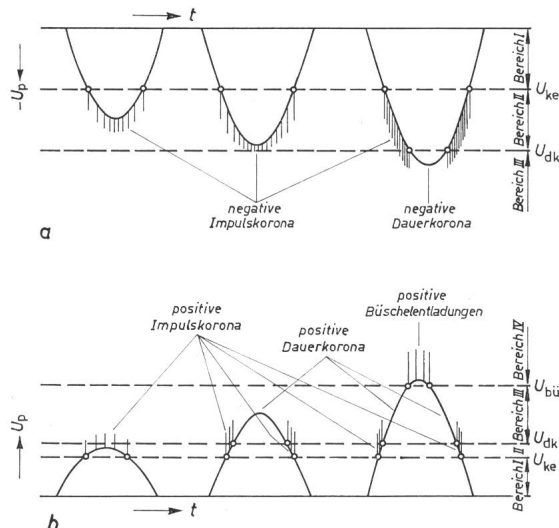 t
-Up
Bereich I
Uke
Bereich II
Udk
Bereich III
negative
Impulskorona
negative
Dauerkorona
a
positive
Büschelentladungen
positive
Impulskorona
positive
Dauerkorona
Bereich IV
Ubü
Bereich III
Up
Udk
II
Uke
Bereich I
t
b